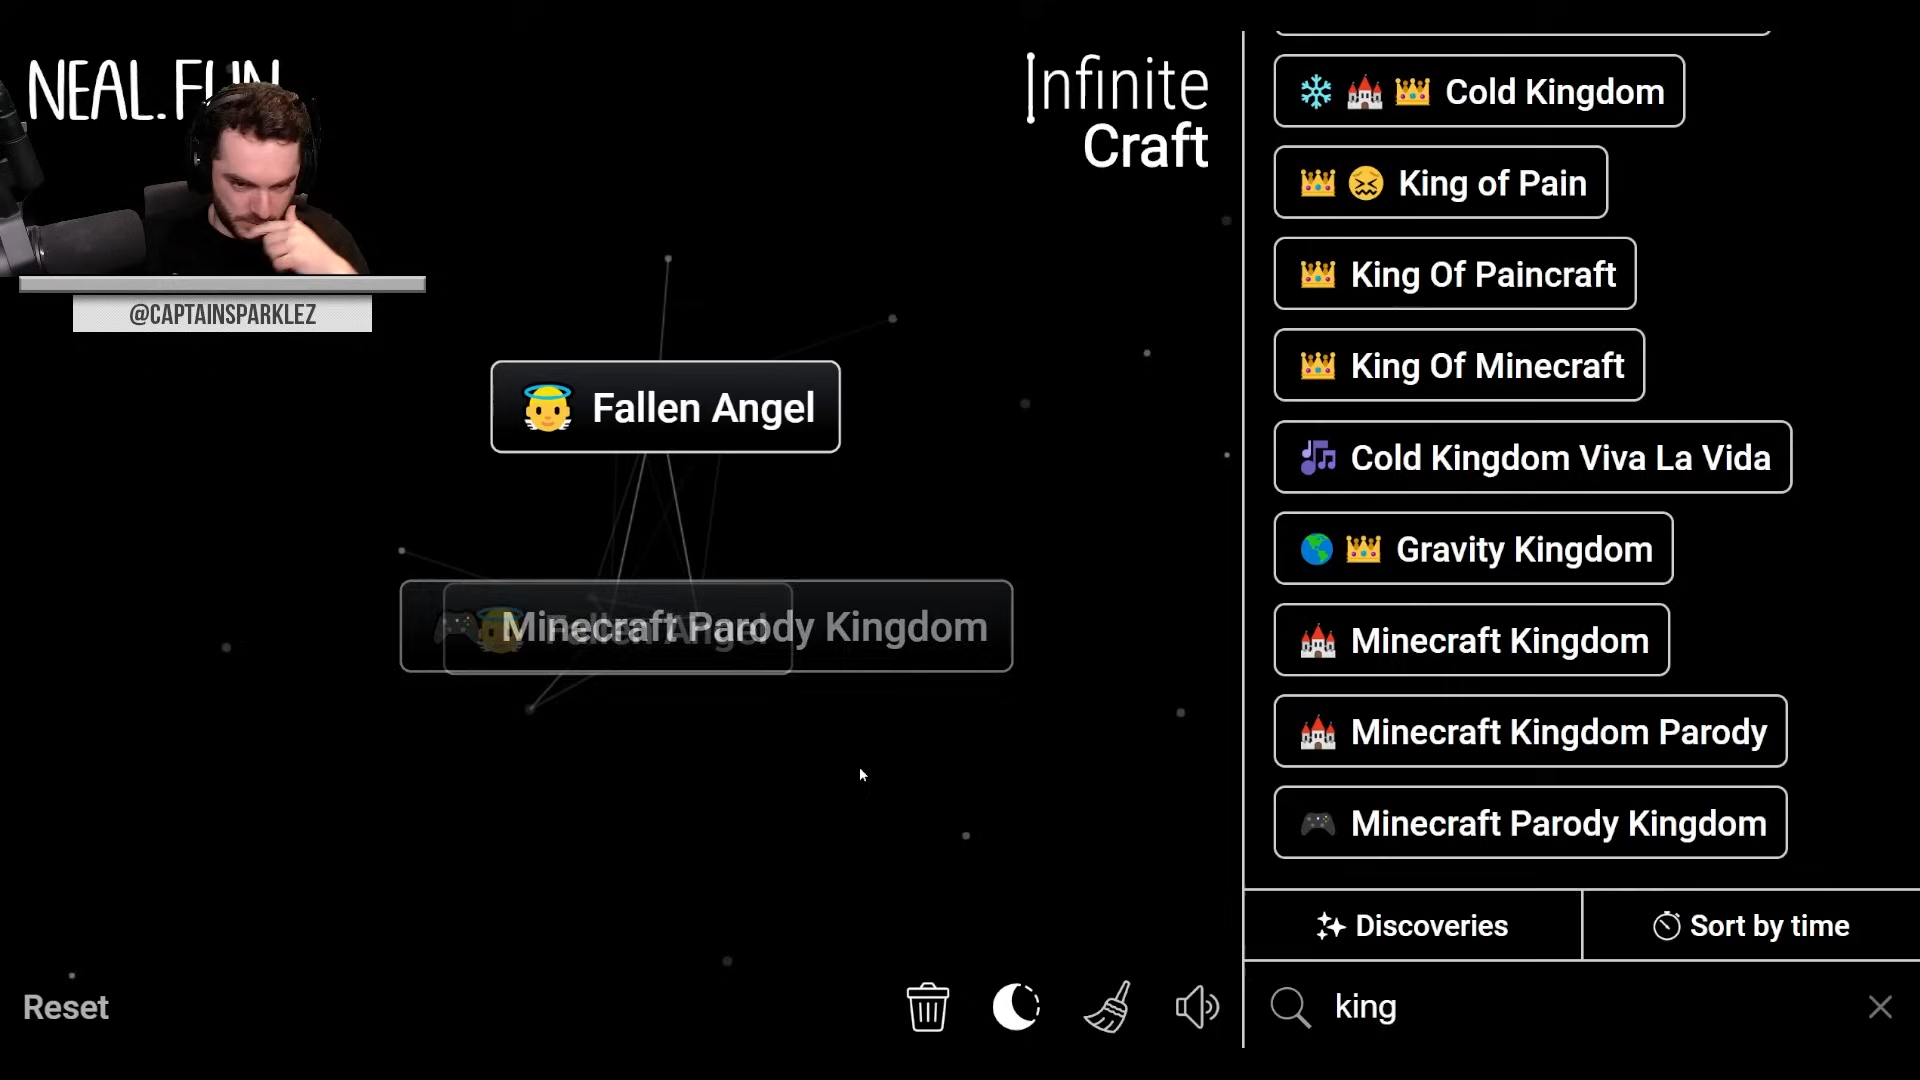 NEAL.FUN
Infinite
Craft
@CAPTAINSPARKLEZ
Fallen Angel
Minecraft Parody Kingdom
Fallen Angel
Cold Kingdom
King of Pain
King Of Paincraft
King Of Minecraft
Cold Kingdom Viva La Vida
Gravity Kingdom
Minecraft Kingdom
Minecraft Kingdom Parody
Minecraft Parody Kingdom
Discoveries
Sort by time
Reset
king